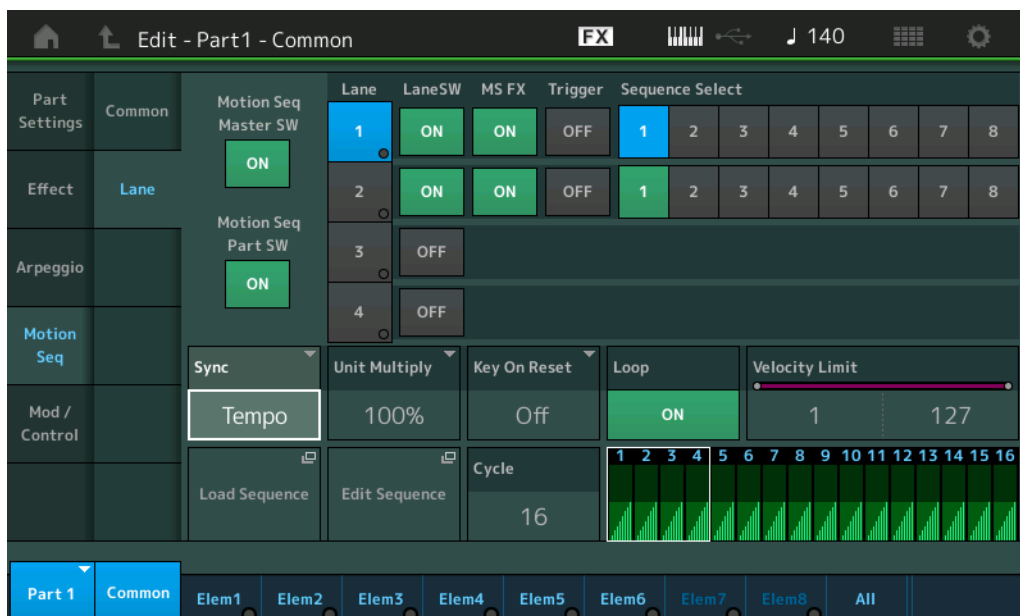 Edit - Part1 - Common FX ♩ 140
Lane LaneSW MS FX Trigger Sequence Select
Part Settings
Common
Motion Seq
Master SW
ON
1 ON ON OFF 1 2 3 4 5 6 7 8
Effect
Lane
2 ON ON OFF 1 2 3 4 5 6 7 8
Motion Seq
Part SW
ON
Arpeggio
3 OFF
4 OFF
Motion
Seq
Sync Unit Multiply Key On Reset Loop Velocity Limit
Tempo 100% Off ON 1 127
Mod /
Control
Load Sequence Edit Sequence Cycle 1 2 3 4 5 6 7 8 9 10 11 12 13 14 15 16
16
Part 1 Common Elem1 Elem2 Elem3 Elem4 Elem5 Elem6 Elem7 Elem8 All